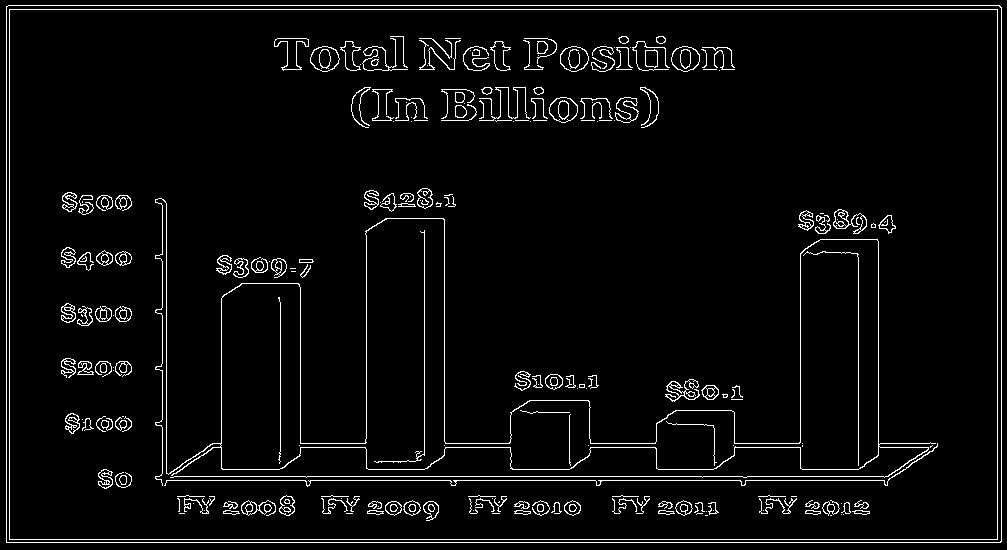 Total Net Position
(In Billions)
$500
$400
$300
$200
$100
$0
$309.7
$428.1
$101.1
$80.1
$389.4
FY 2008
FY 2009
FY 2010
FY 2011
FY 2012